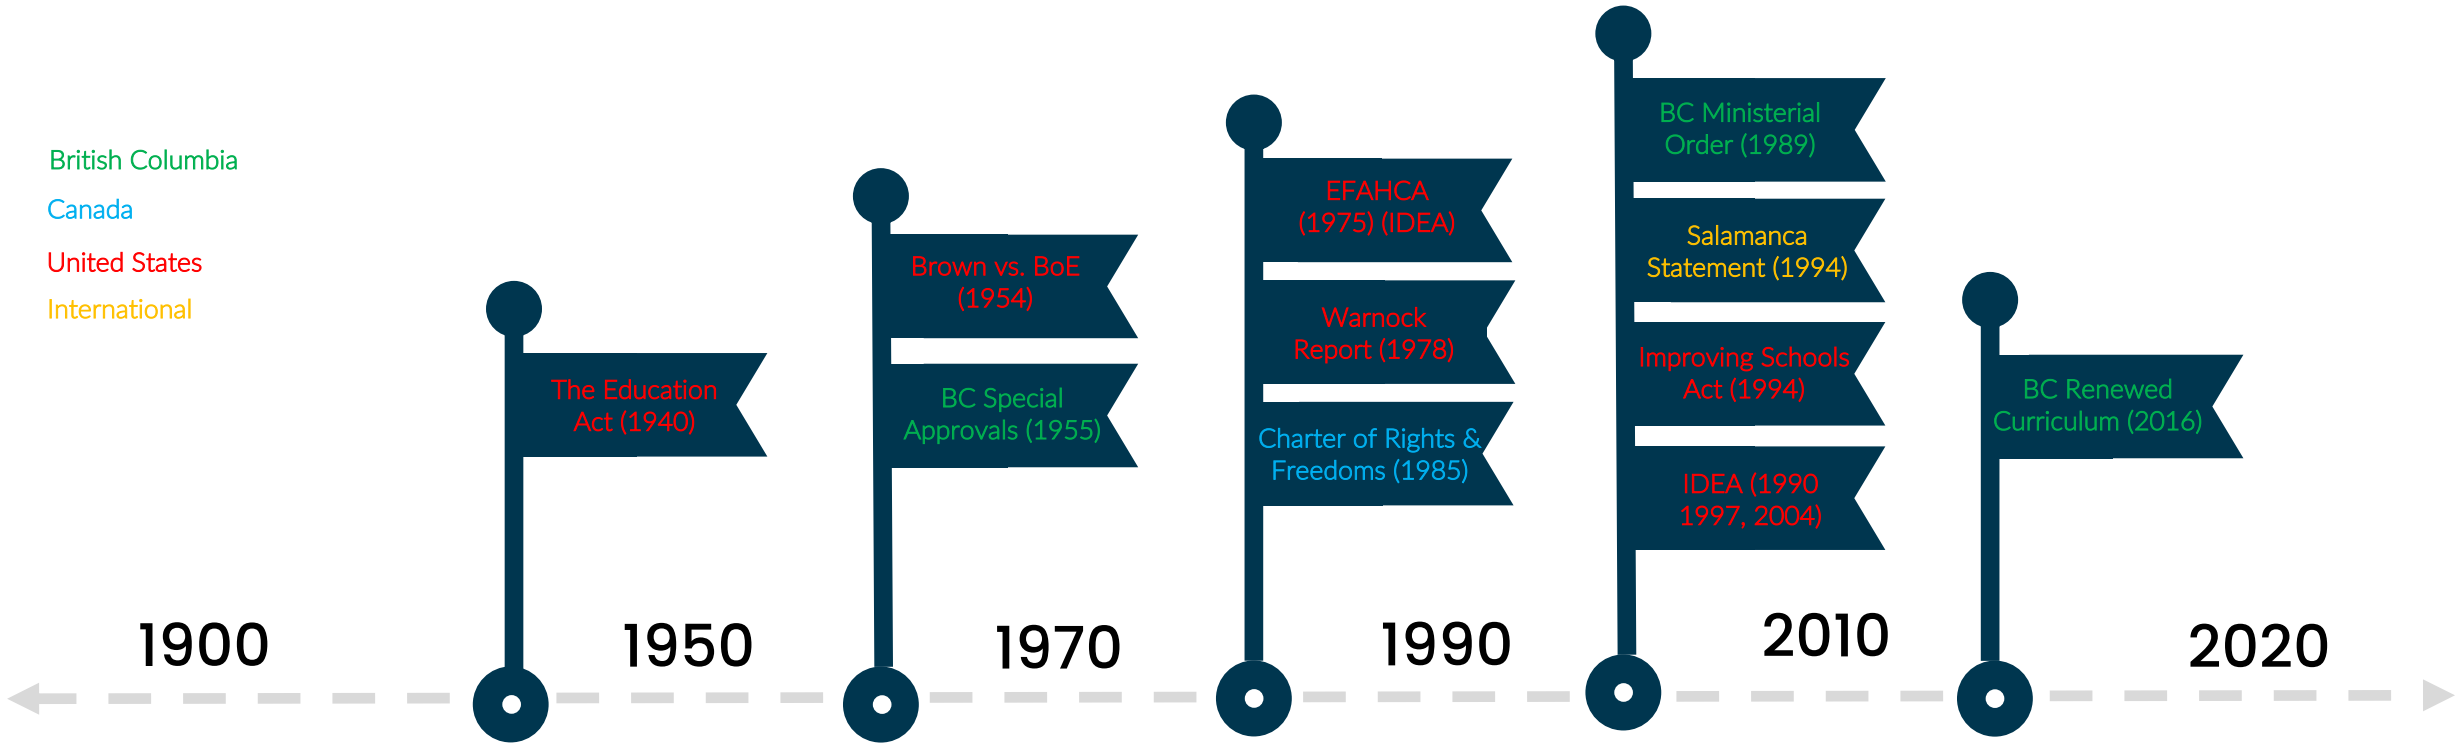 British Columbia
Canada
United States
International
The Education
Act (1940)
Brown vs. BoE
(1954)
BC Special
Approvals (1955)
EFAHCA
(1975) (IDEA)
Warnock
Report (1978)
Charter of Rights &
Freedoms (1985)
BC Ministerial
Order (1989)
Salamanca
Statement (1994)
Improving Schools
Act (1994)
IDEA (1990
1997, 2004)
BC Renewed
Curriculum (2016)
1900
1950
1970
1990
2010
2020